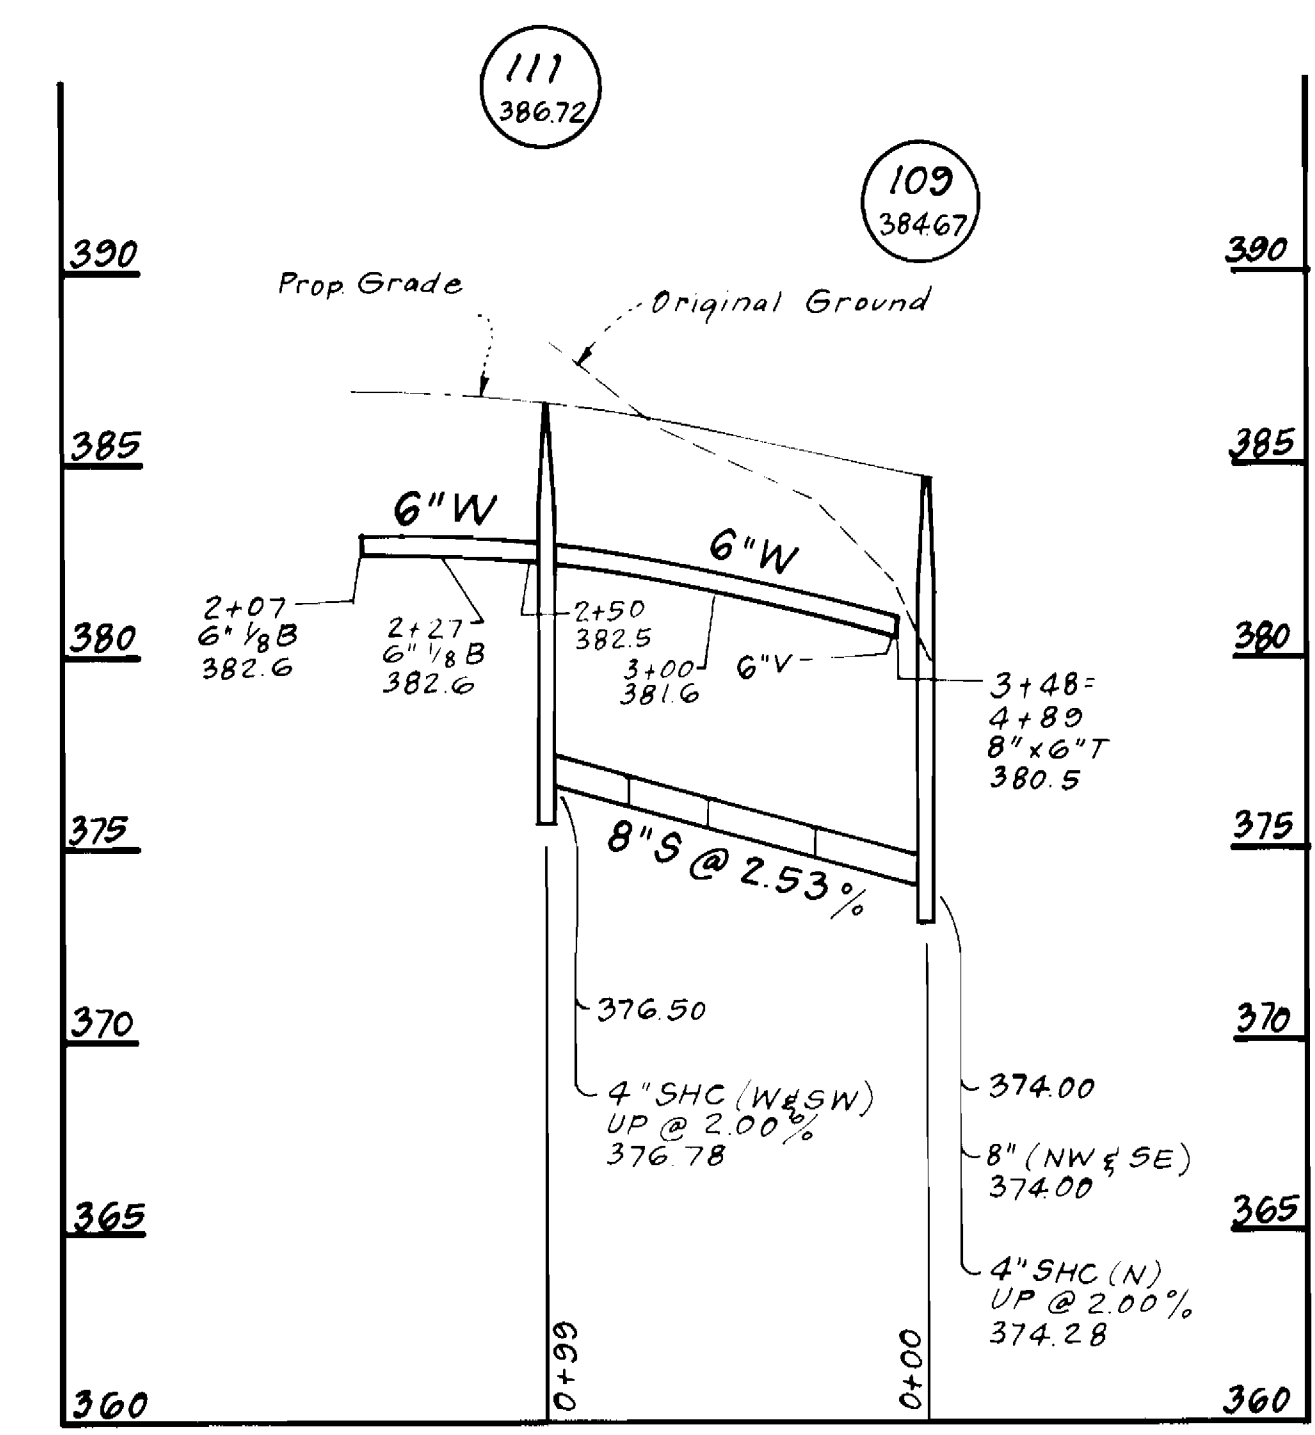 111
386.72
109
384.67
390
390
Prop. Grade
Original Ground
385
385
6" W
6" W
2+07
6" 1/8 B
382.6
2+27
6" 1/8 B
382.6
2+50
382.5
3+00
381.6
6" V
380
380
3+48=
4+89
8" x 6" T
380.5
375
375
8" S @ 2.53%
376.50
370
370
4" SHC (W & SW)
UP @ 2.00%
376.78
374.00
8" (NW & SE)
374.00
365
365
4" SHC (N)
UP @ 2.00%
374.28
0+99
0+00
360
360